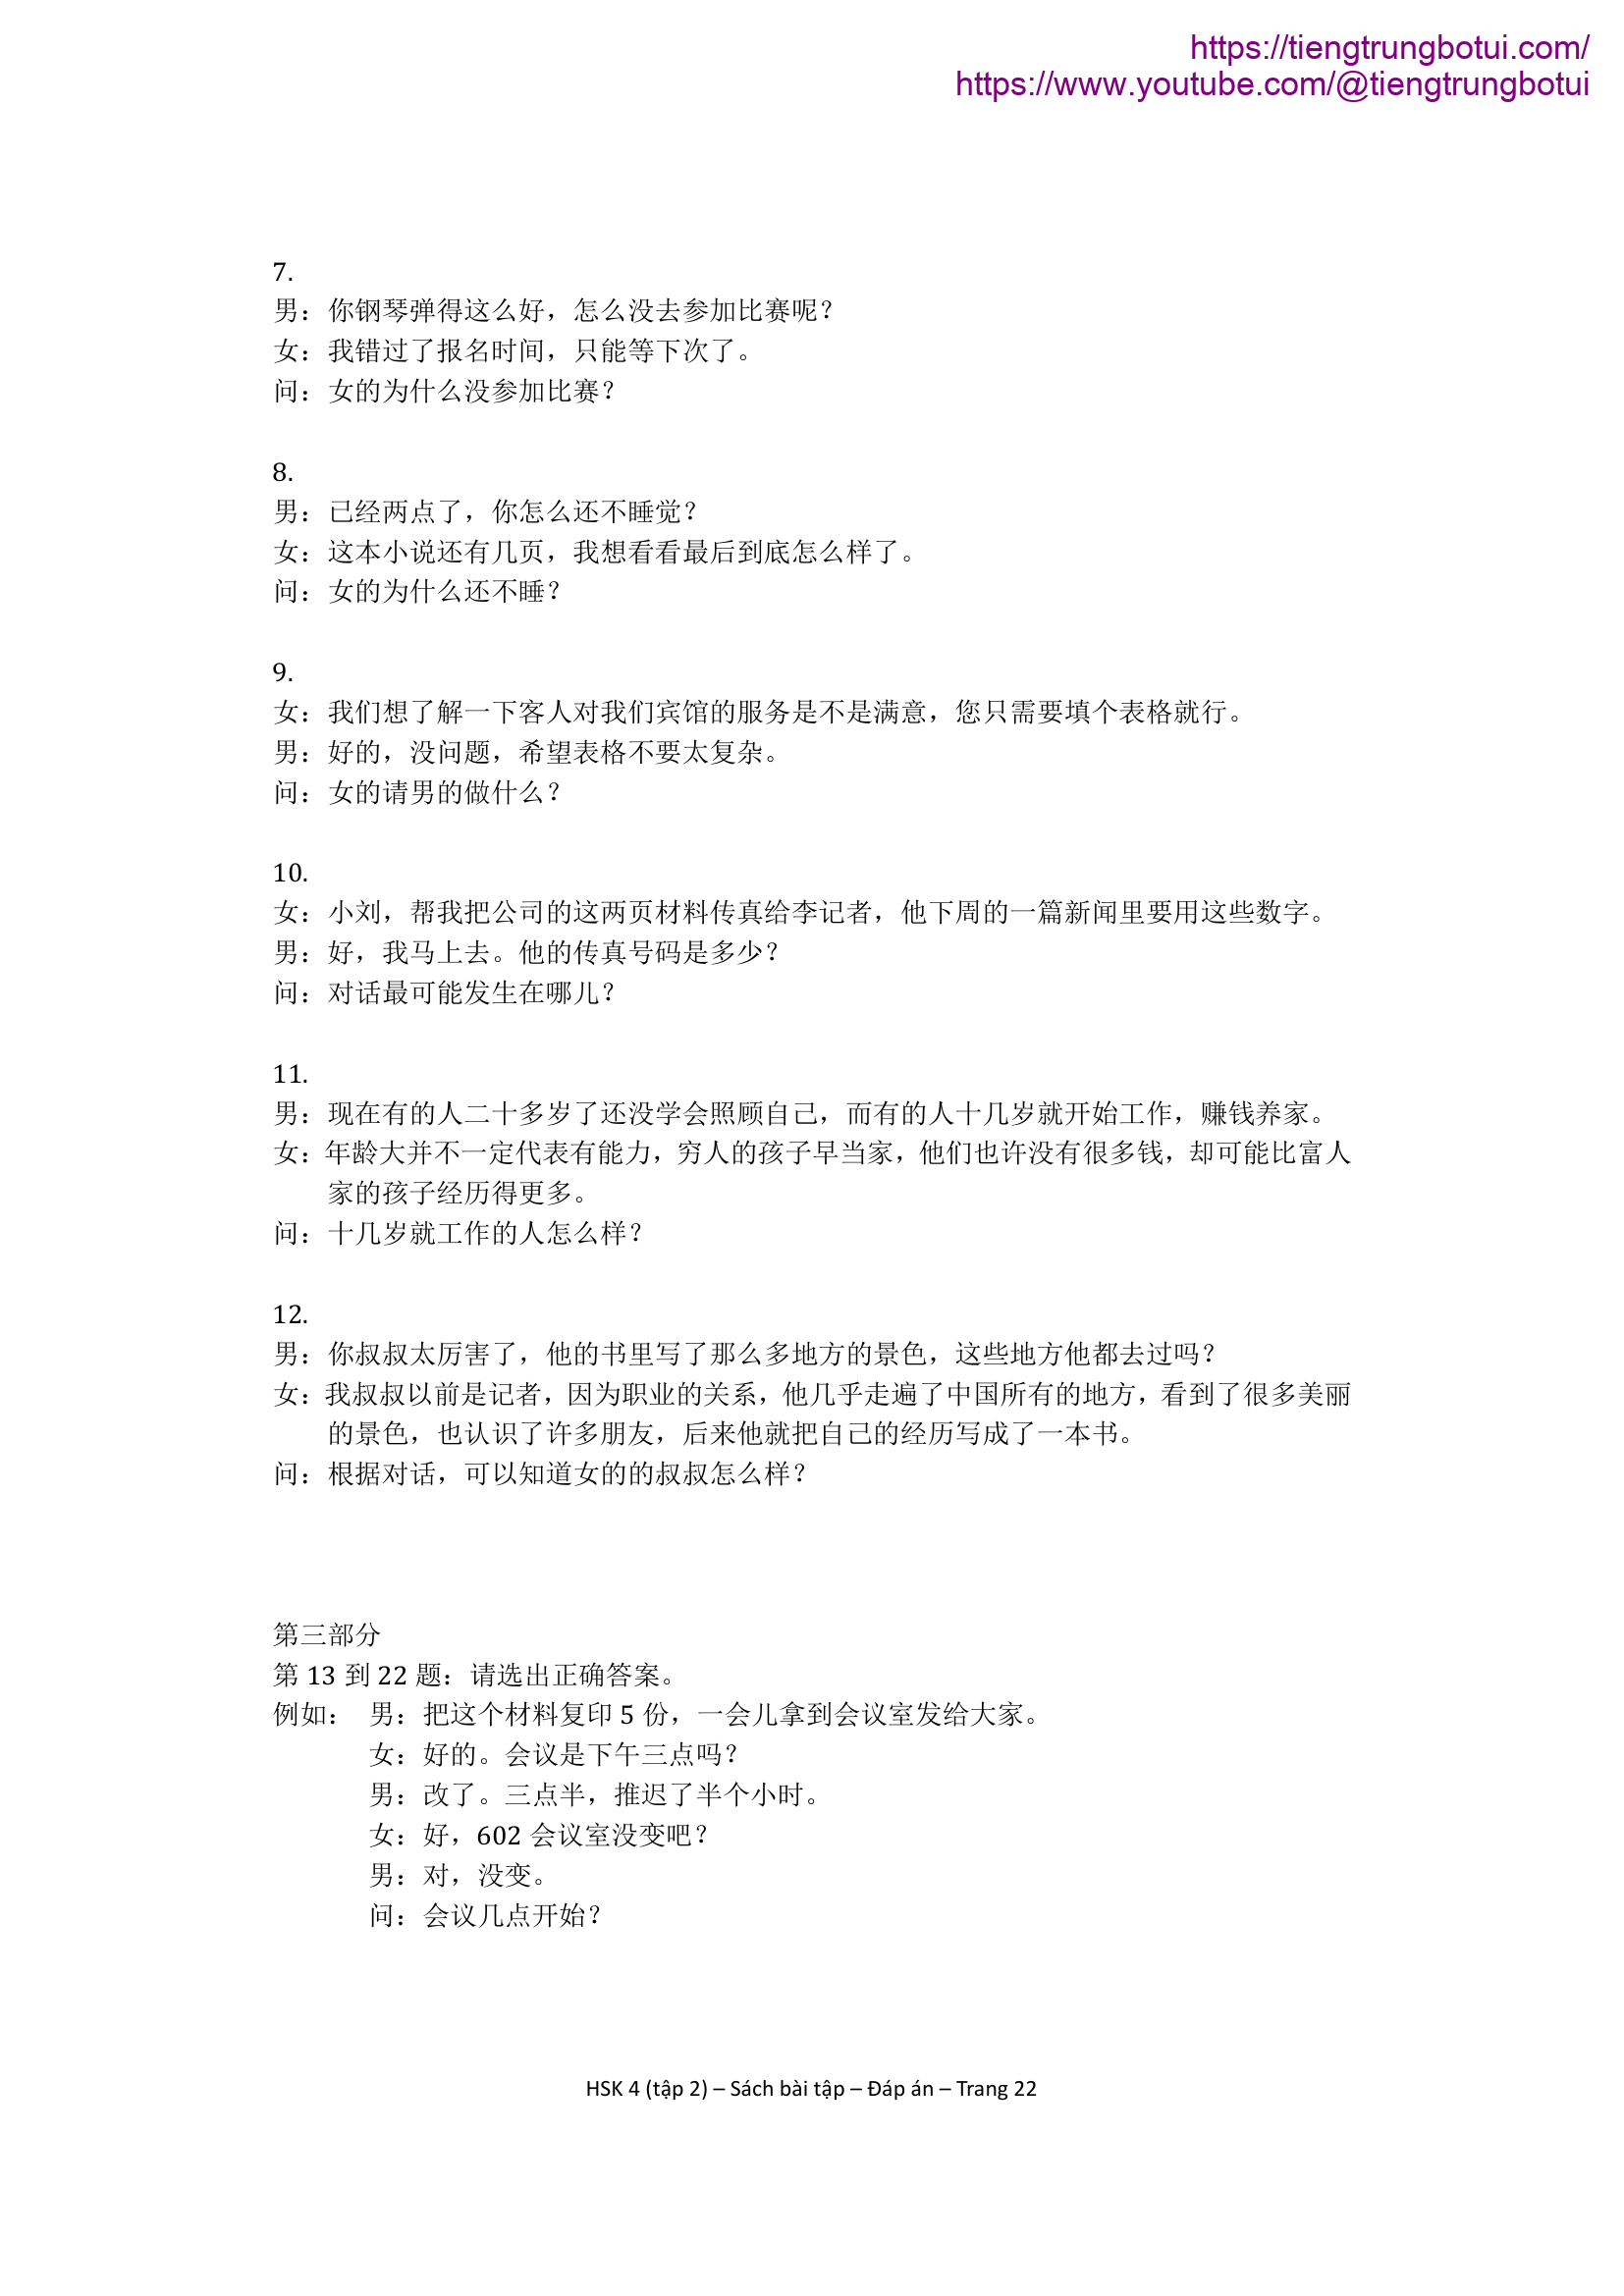 https://tiengtrungbotui.com/
https://www.youtube.com/@tiengtrungbotui
7.
男：你钢琴弹得这么好，怎么没去参加比赛呢？
女：我错过了报名时间，只能等下次了。
问：女的为什么没参加比赛？
8.
男：已经两点了，你怎么还不睡觉？
女：这本小说还有几页，我想看看最后到底怎么样了。
问：女的为什么还不睡？
9.
女：我们想了解一下客人对我们宾馆的服务是不是满意，您只需要填个表格就行。
男：好的，没问题，希望表格不要太复杂。
问：女的请男的做什么？
10.
女：小刘，帮我把公司的这两页材料传真给李记者，他下周的一篇新闻里要用这些数字。
男：好，我马上去。他的传真号码是多少？
问：对话最可能发生在哪儿？
11.
男：现在有的人二十多岁了还没学会照顾自己，而有的人十几岁就开始工作，赚钱养家。
女：年龄大并不一定代表有能力，穷人的孩子早当家，他们也许没有很多钱，却可能比富人
家的孩子经历得更多。
问：十几岁就工作的人怎么样？
12.
男：你叔叔太厉害了，他的书里写了那么多地方的景色，这些地方他都去过吗？
女：我叔叔以前是记者，因为职业的关系，他几乎走遍了中国所有的地方，看到了很多美丽
的景色，也认识了许多朋友，后来他就把自己的经历写成了一本书。
问：根据对话，可以知道女的的叔叔怎么样？
第三部分
第 13 到 22 题：请选出正确答案。
例如： 男：把这个材料复印 5 份，一会儿拿到会议室发给大家。
女：好的。会议是下午三点吗？
男：改了。三点半，推迟了半个小时。
女：好，602 会议室没变吧？
男：对，没变。
问：会议几点开始？
HSK 4 (tập 2) – Sách bài tập – Đáp án – Trang 22